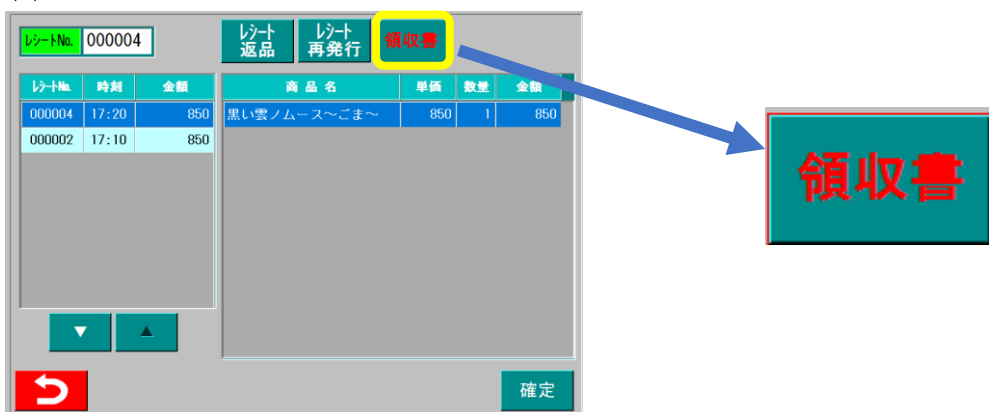 レシートNo. 000004
レシート
返品
レシート
再発行
領収書
レシートNo. 時刻 金額
000004 17:20 850
000002 17:10 850
商品名 単価 数量 金額
黒い雲ノムース～ごま～ 850 1 850
▼ ▲
確定
領収書